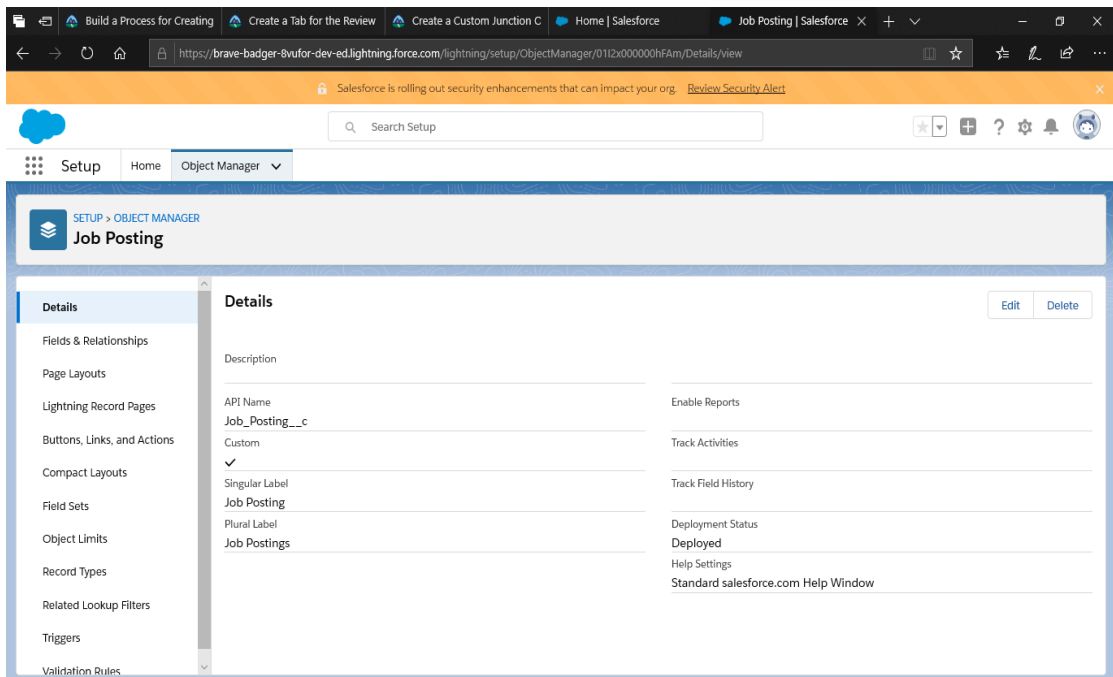 Build a Process for Creating
Create a Tab for the Review
Create a Custom Junction C
Home | Salesforce
Job Posting | Salesforce
https://brave-badger-8vufor-dev-ed.lightning.force.com/lightning/setup/ObjectManager/01I2x000000hFAm/Details/view
Salesforce is rolling out security enhancements that can impact your org. Review Security Alert
Search Setup
Setup
Home
Object Manager
SETUP > OBJECT MANAGER
Job Posting
Details
Fields & Relationships
Page Layouts
Lightning Record Pages
Buttons, Links, and Actions
Compact Layouts
Field Sets
Object Limits
Record Types
Related Lookup Filters
Triggers
Validation Rules
Details
Edit
Delete
Description
API Name
Job_Posting__c
Custom
Singular Label
Job Posting
Plural Label
Job Postings
Enable Reports
Track Activities
Track Field History
Deployment Status
Deployed
Help Settings
Standard salesforce.com Help Window